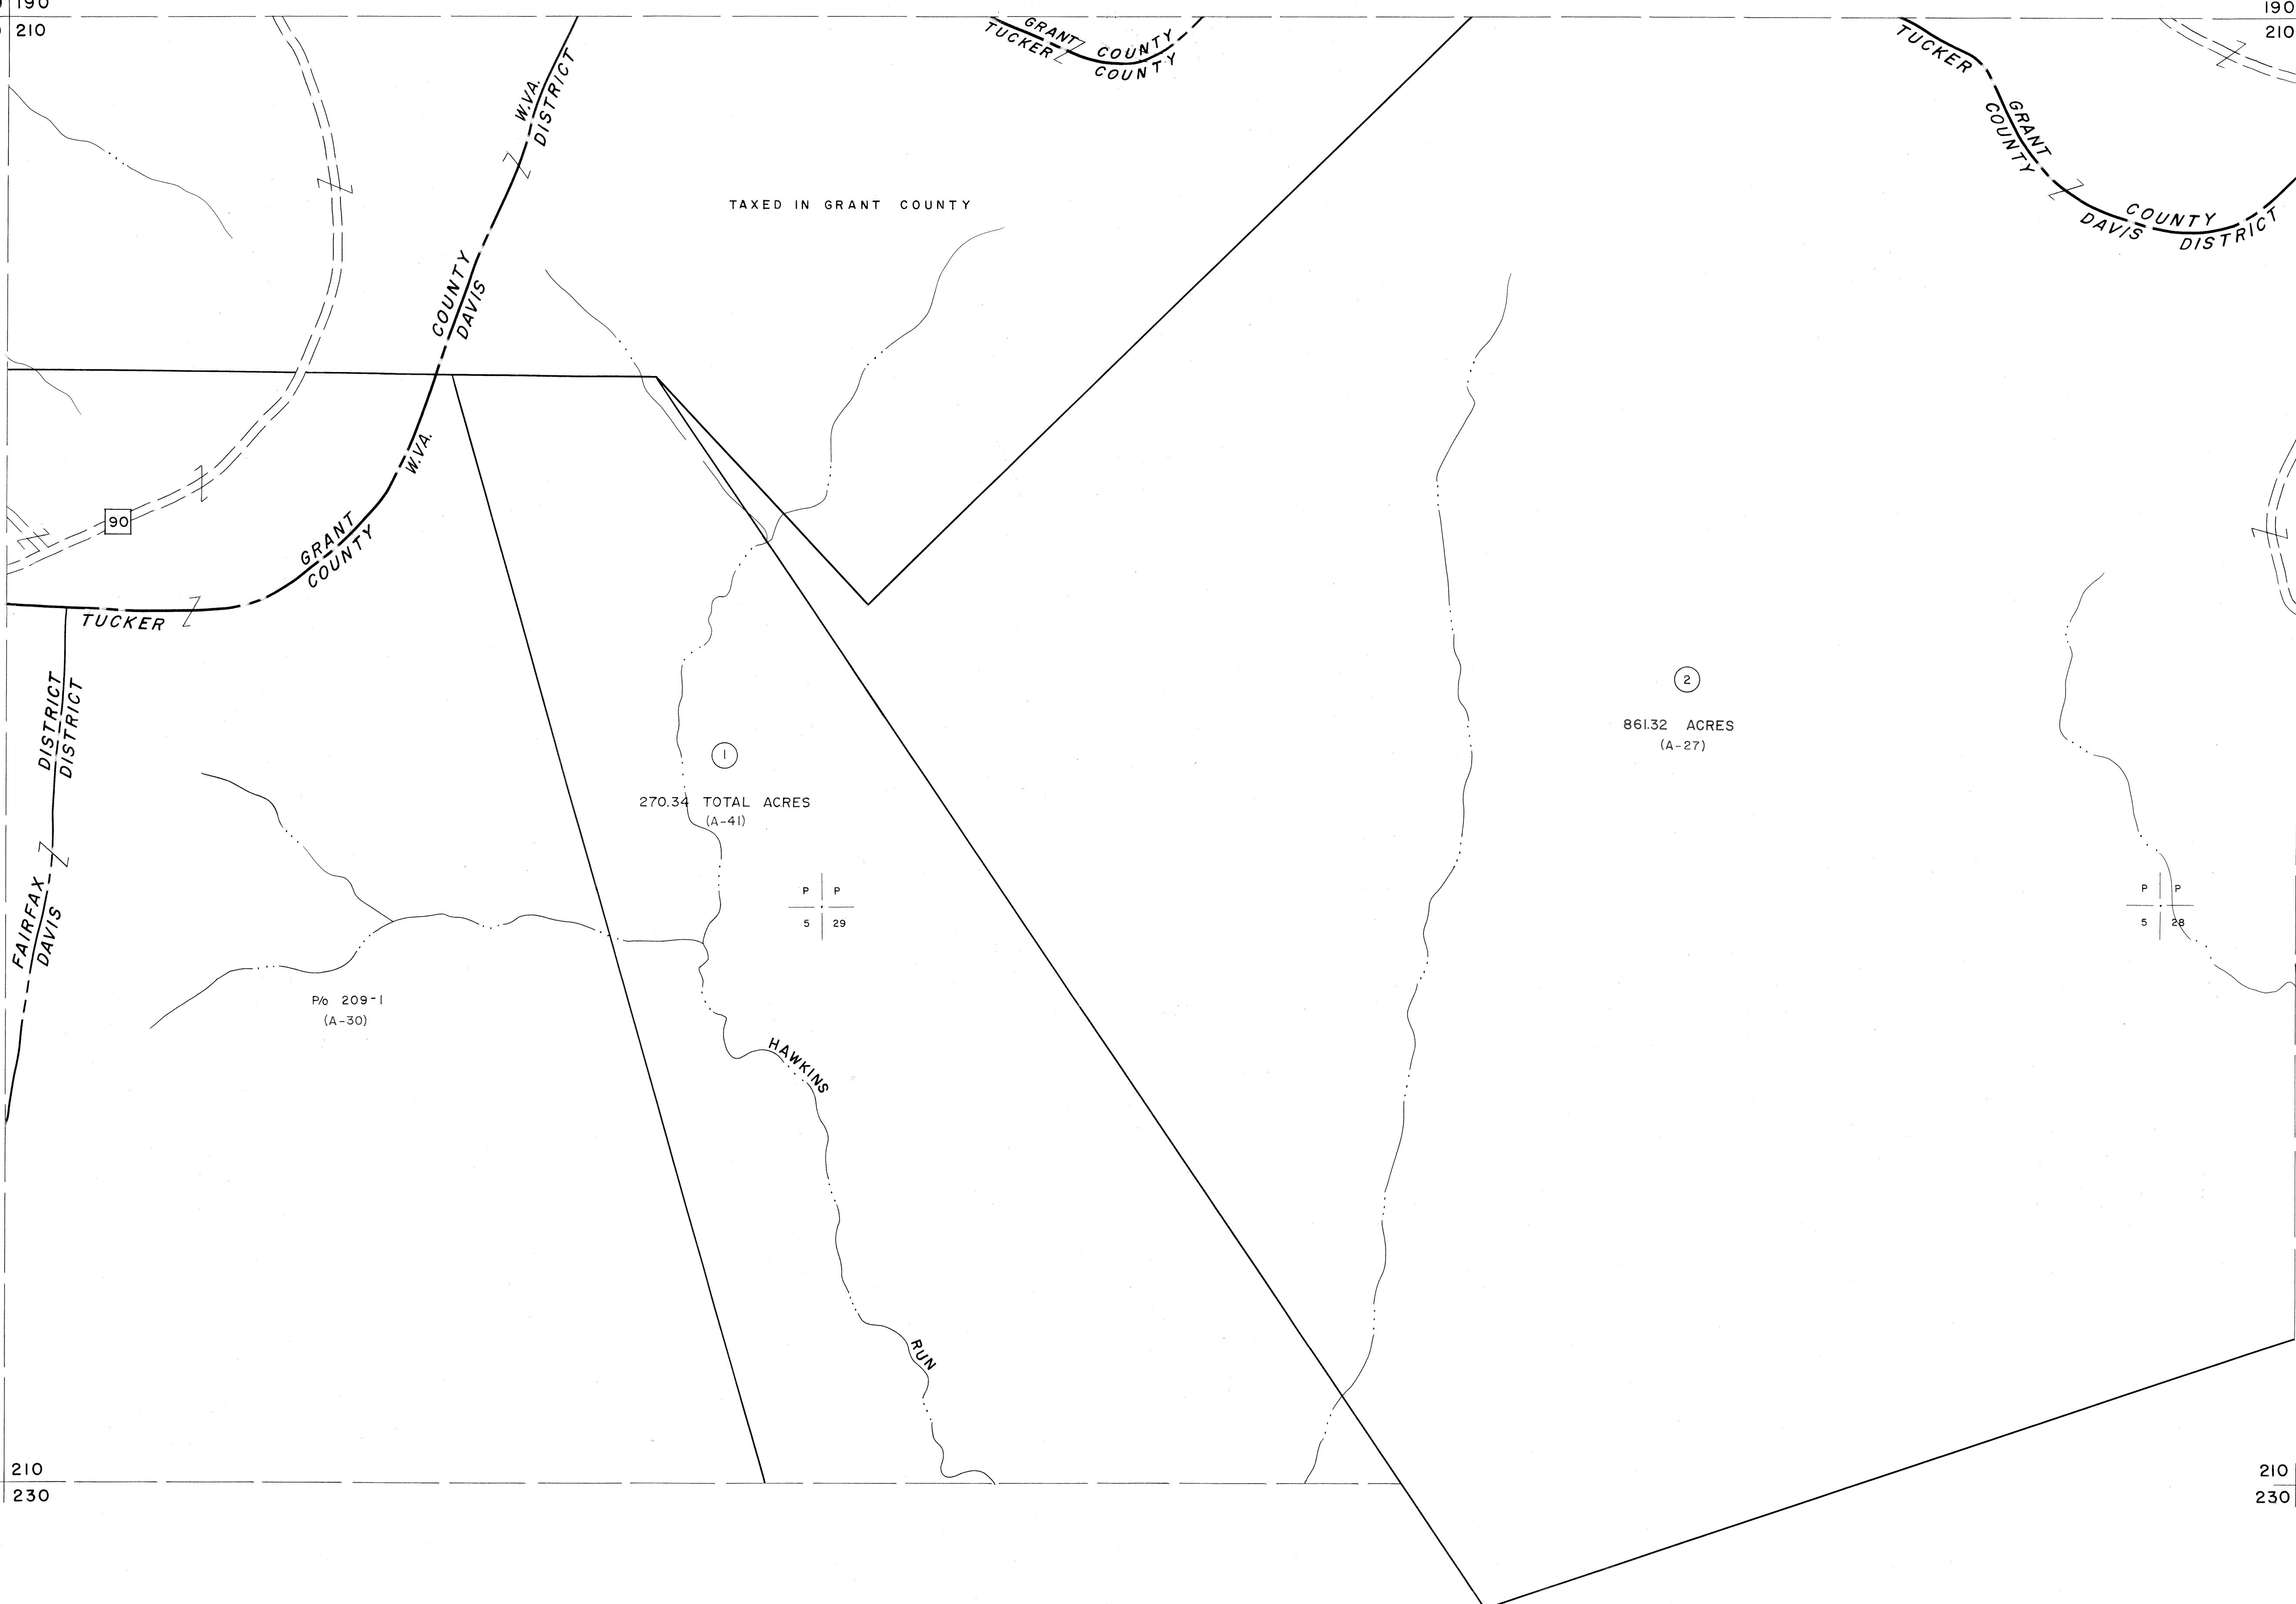 190
210
190
210
GRANT COUNTY
TUCKER COUNTY
TUCKER COUNTY
GRANT COUNTY
DAVIS DISTRICT
W.VA.
DISTRICT
TAXED IN GRANT COUNTY
COUNTY
DAVIS
W.VA.
90
GRANT
COUNTY
TUCKER
DISTRICT
DISTRICT
FAIRFAX
DAVIS
2
861.32 ACRES
(A-27)
1
270.34 TOTAL ACRES
(A-41)
P P
5 29
P P
5 28
P/o 209-1
(A-30)
HAWKINS
RUN
210
230
210
230